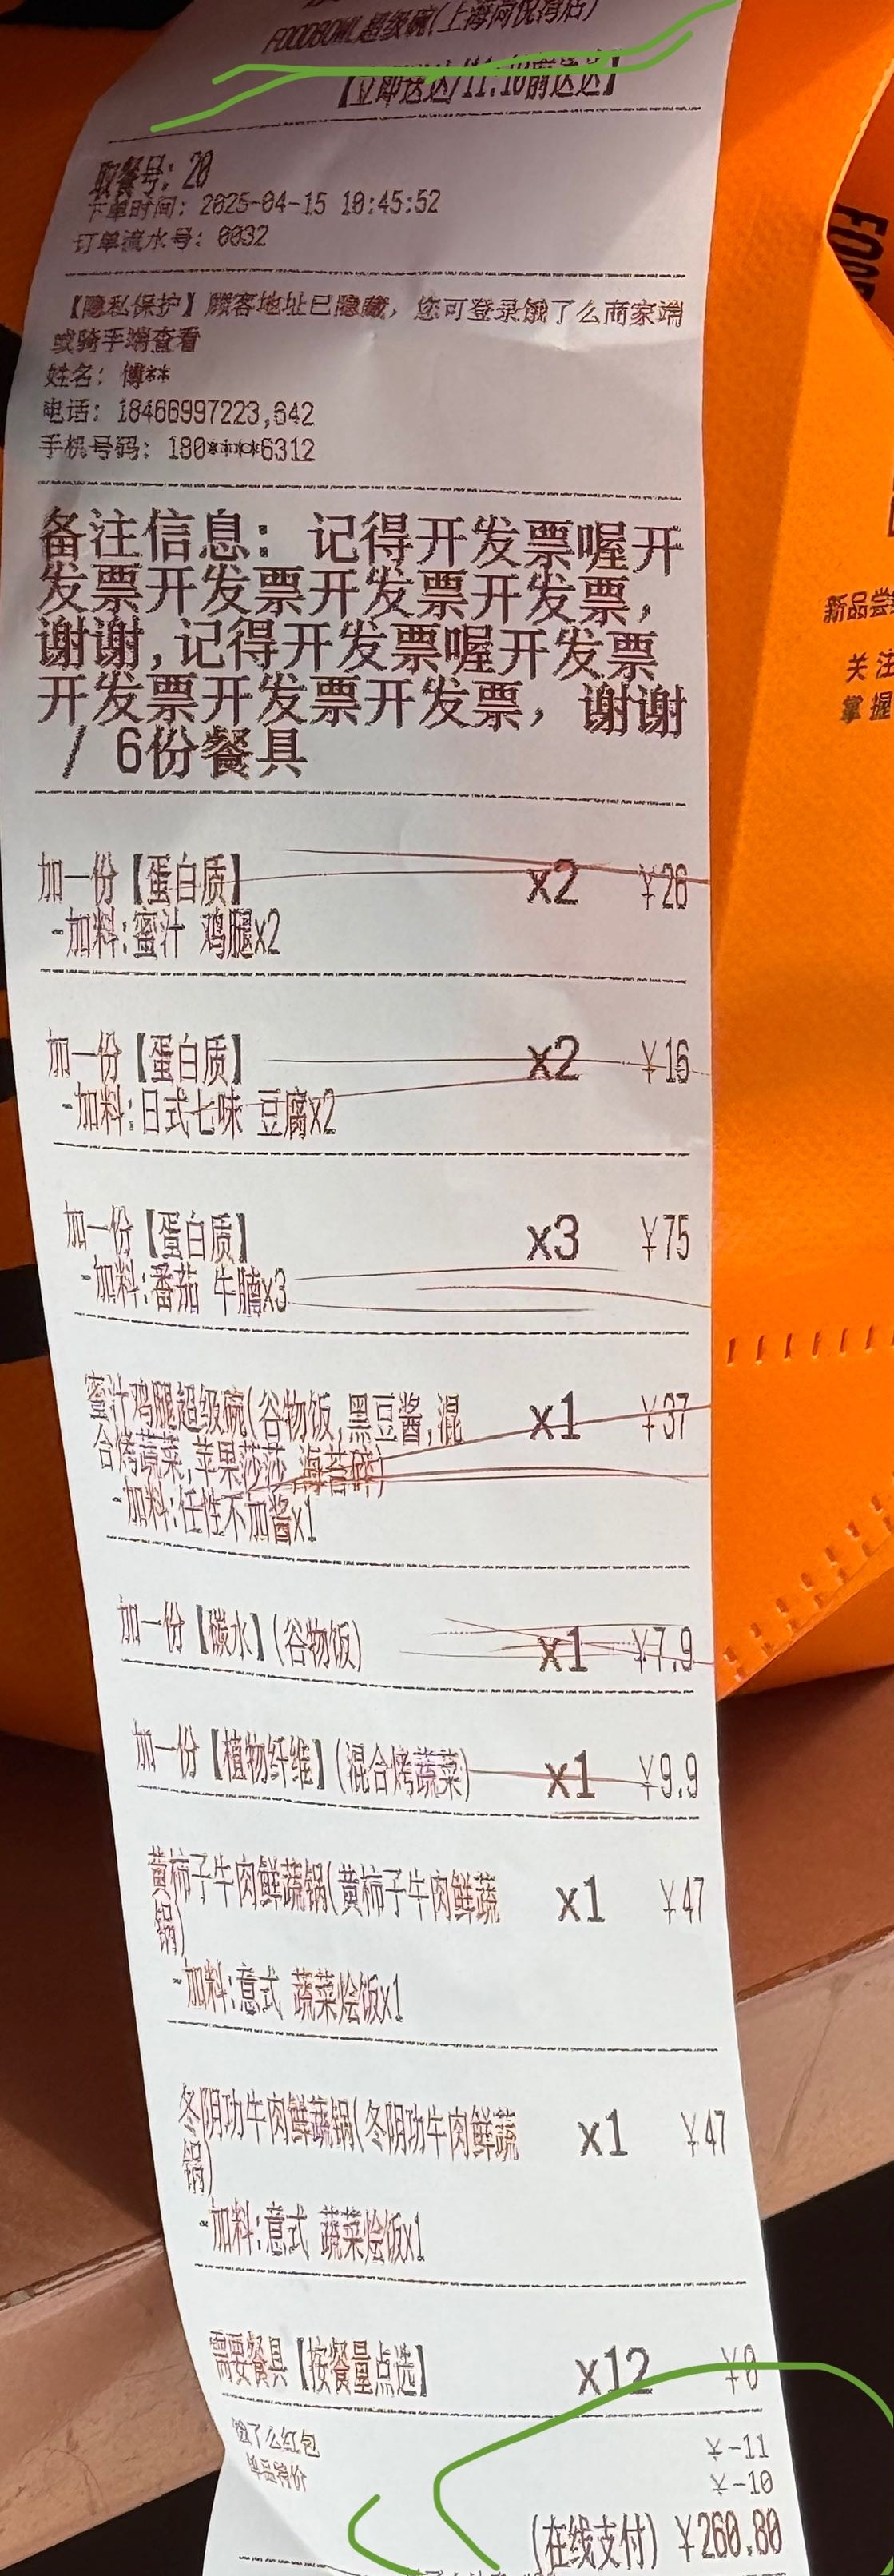 FOODBOWL超级碗(上海尚悦湾店)
【立即送达/11:10前送达】
取餐号: 20
下单时间: 2025-04-15 10:45:52
订单流水号: 0032
【隐私保护】顾客地址已隐藏, 您可登录饿了么商家端
或骑手端查看
姓名: 傅**
电话: 18466997223,642
手机号码: 180****6312
备注信息: 记得开发票喔开
发票开发票开发票开发票,
谢谢,记得开发票喔开发票
开发票开发票开发票, 谢谢
/ 6份餐具
加一份【蛋白质】 x2 ¥26
-加料:蜜汁 鸡腿x2
加一份【蛋白质】 x2 ¥16
-加料:日式七味 豆腐x2
加一份【蛋白质】 x3 ¥75
-加料:番茄 牛腩x3
蜜汁鸡腿超级碗(谷物饭,黑豆酱,混 x1 ¥37
合烤蔬菜,苹果莎莎,海苔碎)
-加料:任性不加酱x1
加一份【碳水】(谷物饭) x1 ¥7.9
加一份【植物纤维】(混合烤蔬菜) x1 ¥9.9
黄柿子牛肉鲜蔬锅(黄柿子牛肉鲜蔬 x1 ¥47
锅)
-加料:意式 蔬菜烩饭x1
冬阴功牛肉鲜蔬锅(冬阴功牛肉鲜蔬 x1 ¥47
锅)
-加料:意式 蔬菜烩饭x1
需要餐具【按餐量点选】 x12 ¥0
饿了么红包 ¥-11
单品特价 ¥-10
(在线支付) ¥260.80
新品尝
关注
掌握